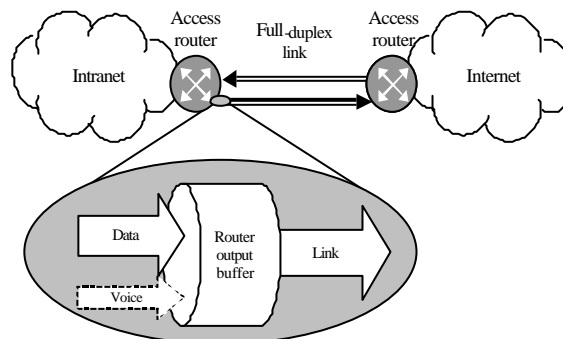 Access
router
Full-duplex
link
Access
router
Intranet
Internet
Data
Router
output
buffer
Link
Voice